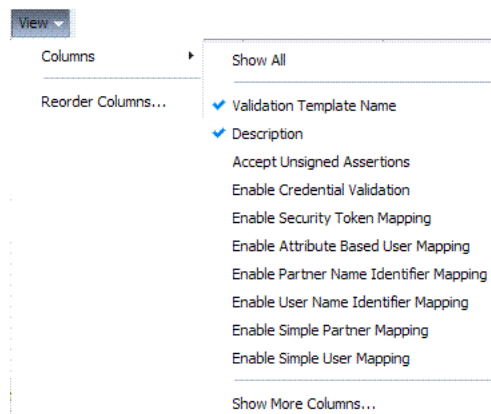 View
Columns
Show All
Reorder Columns...
Validation Template Name
Description
Accept Unsigned Assertions
Enable Credential Validation
Enable Security Token Mapping
Enable Attribute Based User Mapping
Enable Partner Name Identifier Mapping
Enable User Name Identifier Mapping
Enable Simple Partner Mapping
Enable Simple User Mapping
Show More Columns...